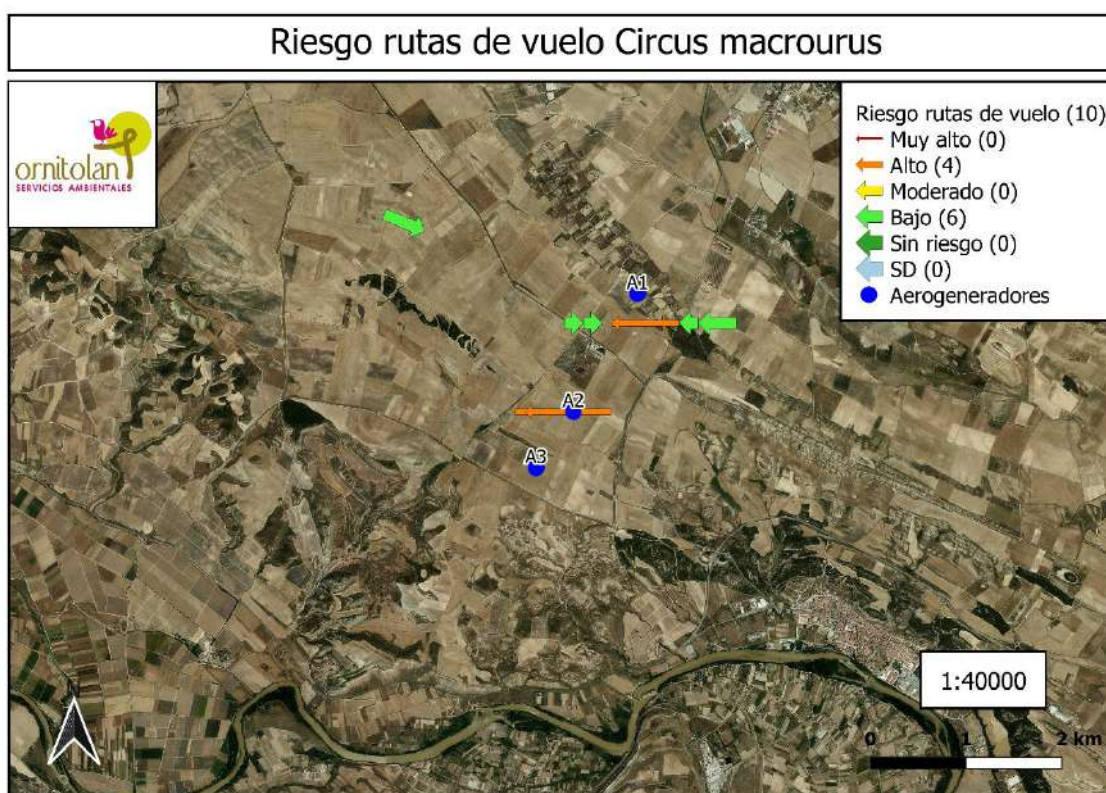 Riesgo rutas de vuelo Circus macrourus
ornitolan
SERVICIOS AMBIENTALES
Riesgo rutas de vuelo (10)
Muy alto (0)
Alto (4)
Moderado (0)
Bajo (6)
Sin riesgo (0)
SD (0)
Aerogeneradores
A1
A2
A3
1:40000
0 1 2 km